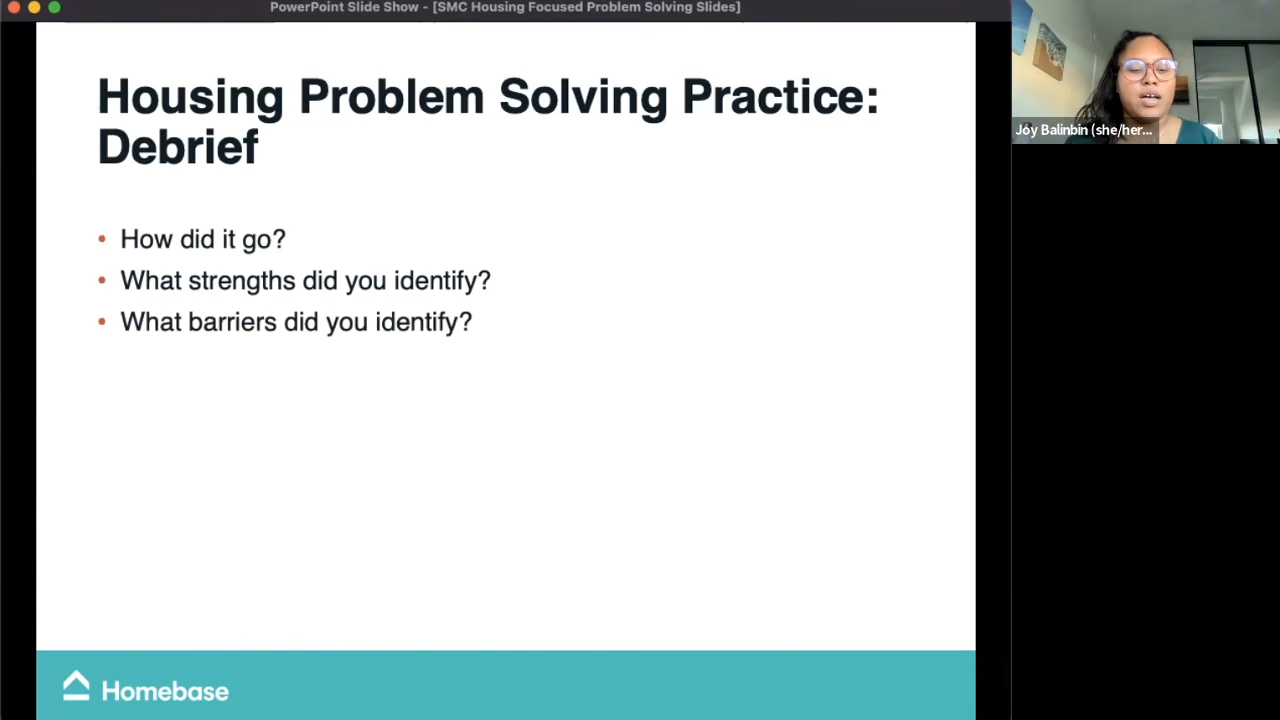 PowerPoint Slide Show - [SMC Housing Focused Problem Solving Slides]
Housing Problem Solving Practice:
Debrief
• How did it go?
• What strengths did you identify?
• What barriers did you identify?
Homebase
Joy Balinbin (she/her...